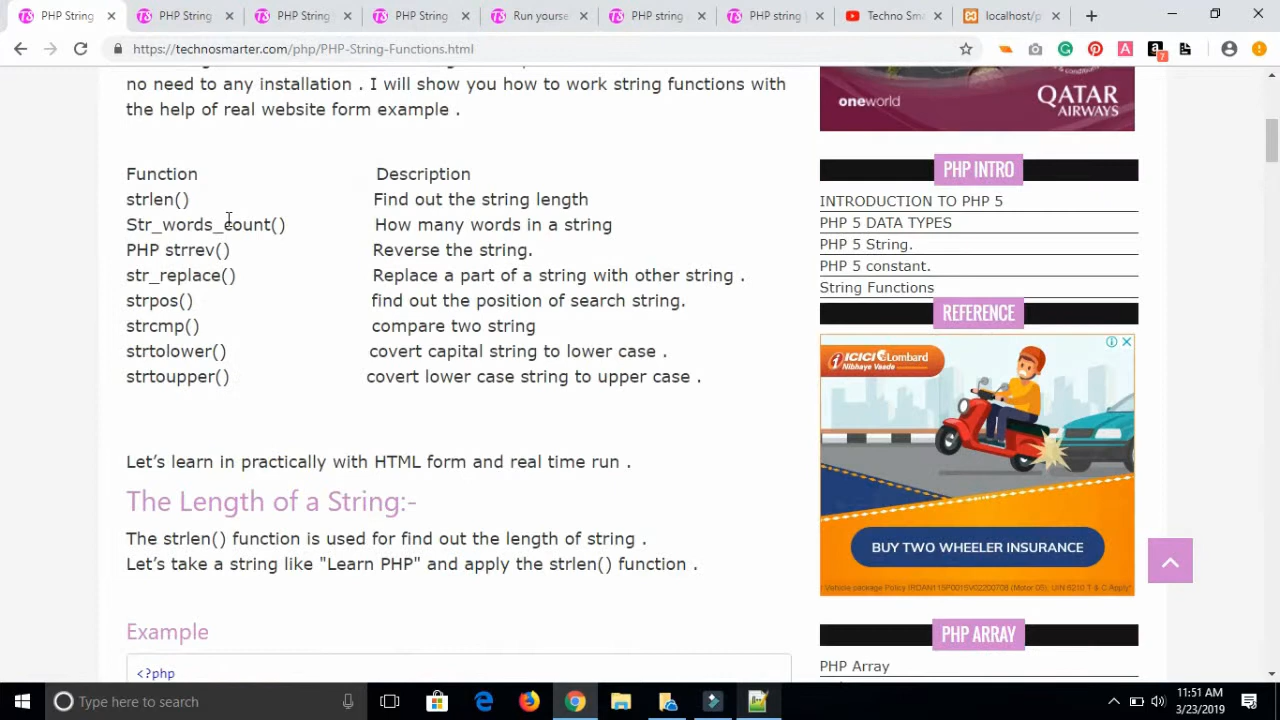 PHP String
PHP String
PHP String
PHP String
Run yourse
PHP string
PHP string
Techno Sma
localhost/p
https://technosmarter.com/php/PHP-String-Functions.html
7
no need to any installation . I will show you how to work string functions with
the help of real website form example .
Function Description
strlen() Find out the string length
Str_words_count() How many words in a string
PHP strrev() Reverse the string.
str_replace() Replace a part of a string with other string .
strpos() find out the position of search string.
strcmp() compare two string
strtolower() covert capital string to lower case .
strtoupper() covert lower case string to upper case .
Let's learn in practically with HTML form and real time run .
The Length of a String:-
The strlen() function is used for find out the length of string .
Let's take a string like "Learn PHP" and apply the strlen() function .
Example
<?php
& conditions
oneworld
QATAR
AIRWAYS
PHP INTRO
INTRODUCTION TO PHP 5
PHP 5 DATA TYPES
PHP 5 String.
PHP 5 constant.
String Functions
REFERENCE
ICICI Lombard
Nibhaye Vaade
BUY TWO WHEELER INSURANCE
PHP ARRAY
PHP Array
Type here to search
11:51 AM
3/23/2019